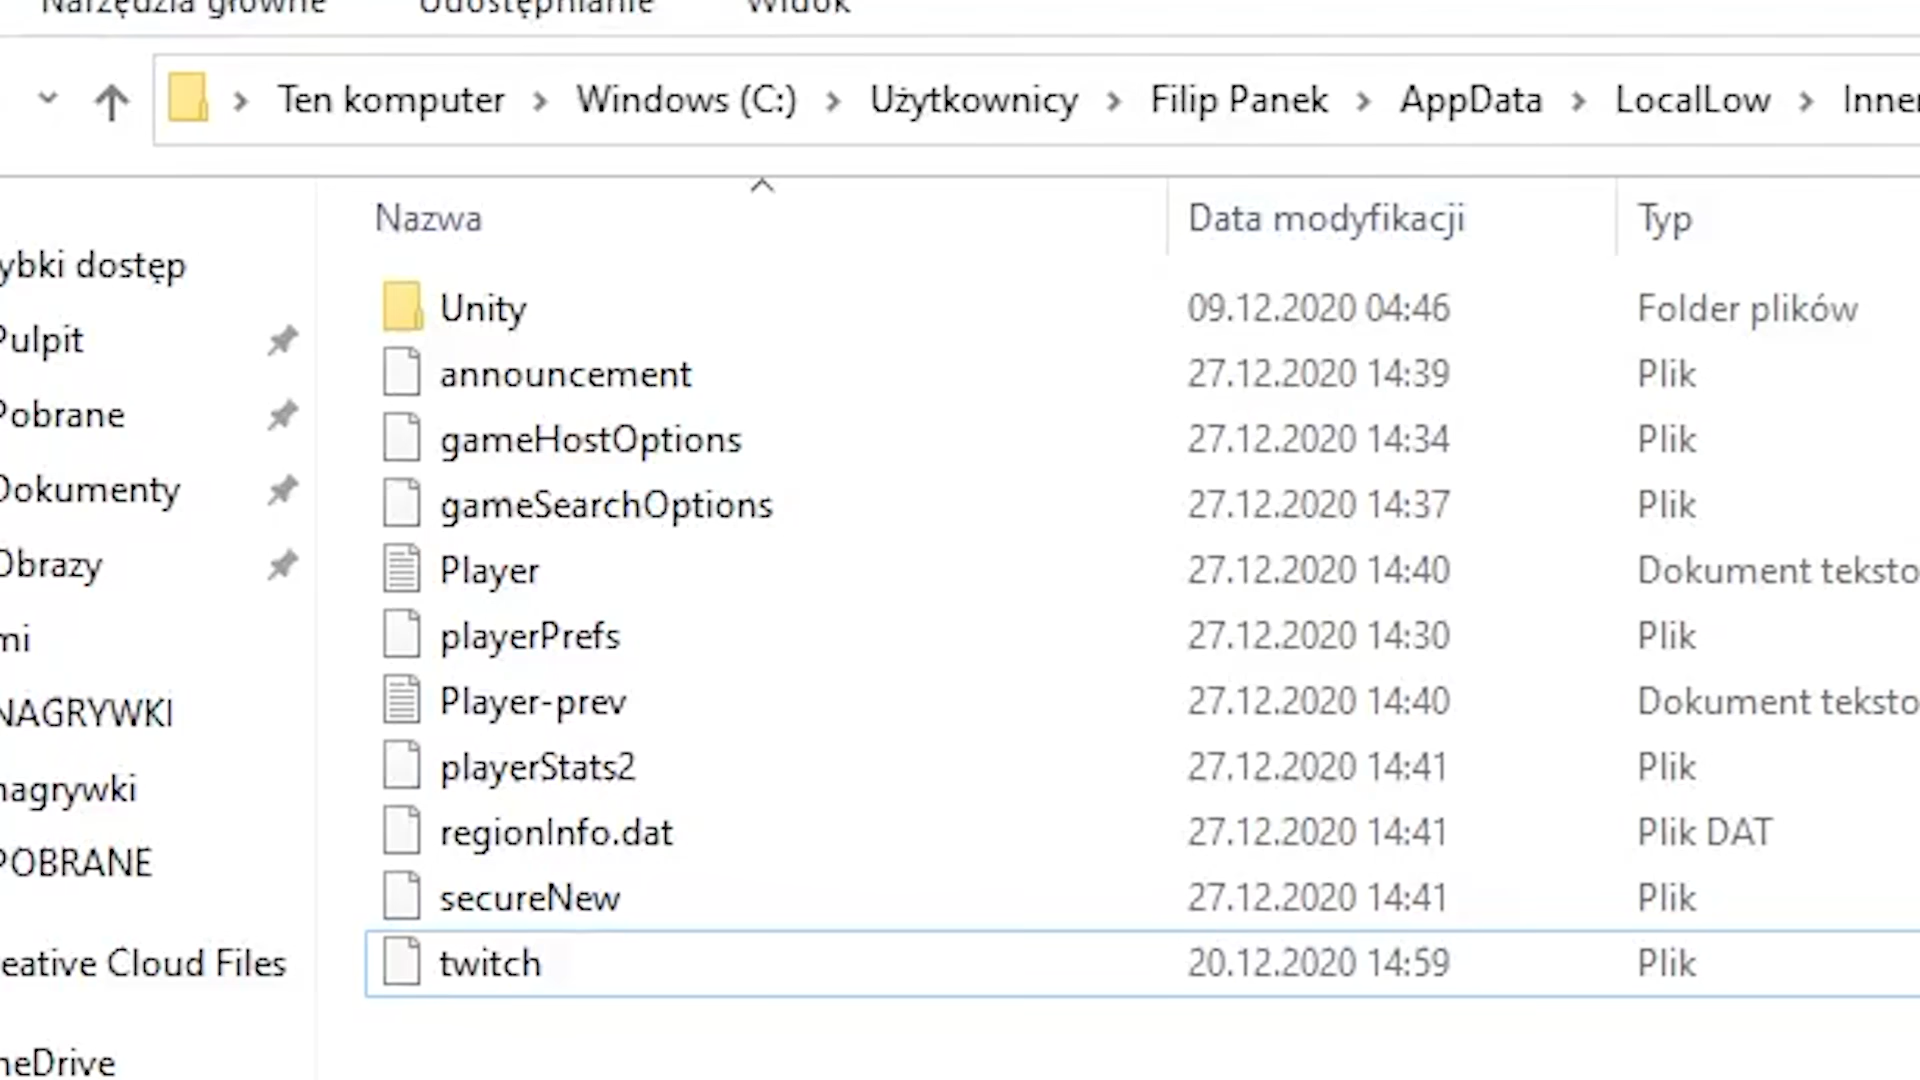 Narzędzia główne Udostępnianie Widok
Ten komputer Windows (C:) Użytkownicy Filip Panek AppData LocalLow Inner
Nazwa Data modyfikacji Typ
ybki dostęp
Pulpit
Pobrane
Dokumenty
Obrazy
mi
NAGRYWKI
nagrywki
POBRANE
eative Cloud Files
neDrive
Unity 09.12.2020 04:46 Folder plików
announcement 27.12.2020 14:39 Plik
gameHostOptions 27.12.2020 14:34 Plik
gameSearchOptions 27.12.2020 14:37 Plik
Player 27.12.2020 14:40 Dokument teksto
playerPrefs 27.12.2020 14:30 Plik
Player-prev 27.12.2020 14:40 Dokument teksto
playerStats2 27.12.2020 14:41 Plik
regionInfo.dat 27.12.2020 14:41 Plik DAT
secureNew 27.12.2020 14:41 Plik
twitch 20.12.2020 14:59 Plik